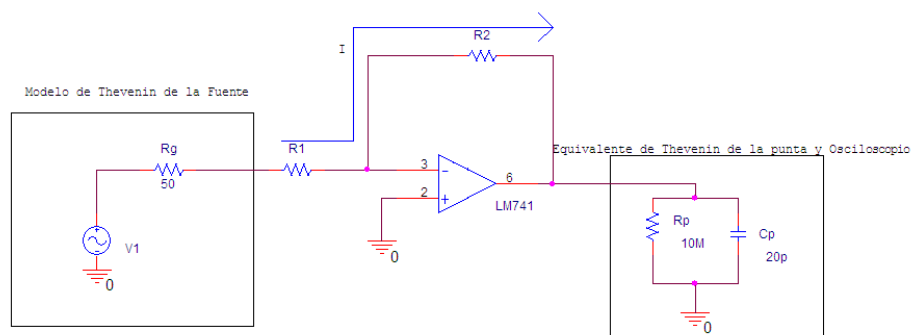 R2
I
Modelo de Thevenin de la Fuente
Rg
50
R1
3
2
6
LM741
0
V1
0
Equivalente de Thevenin de la punta y Osciloscopio
Rp
10M
Cp
20p
0